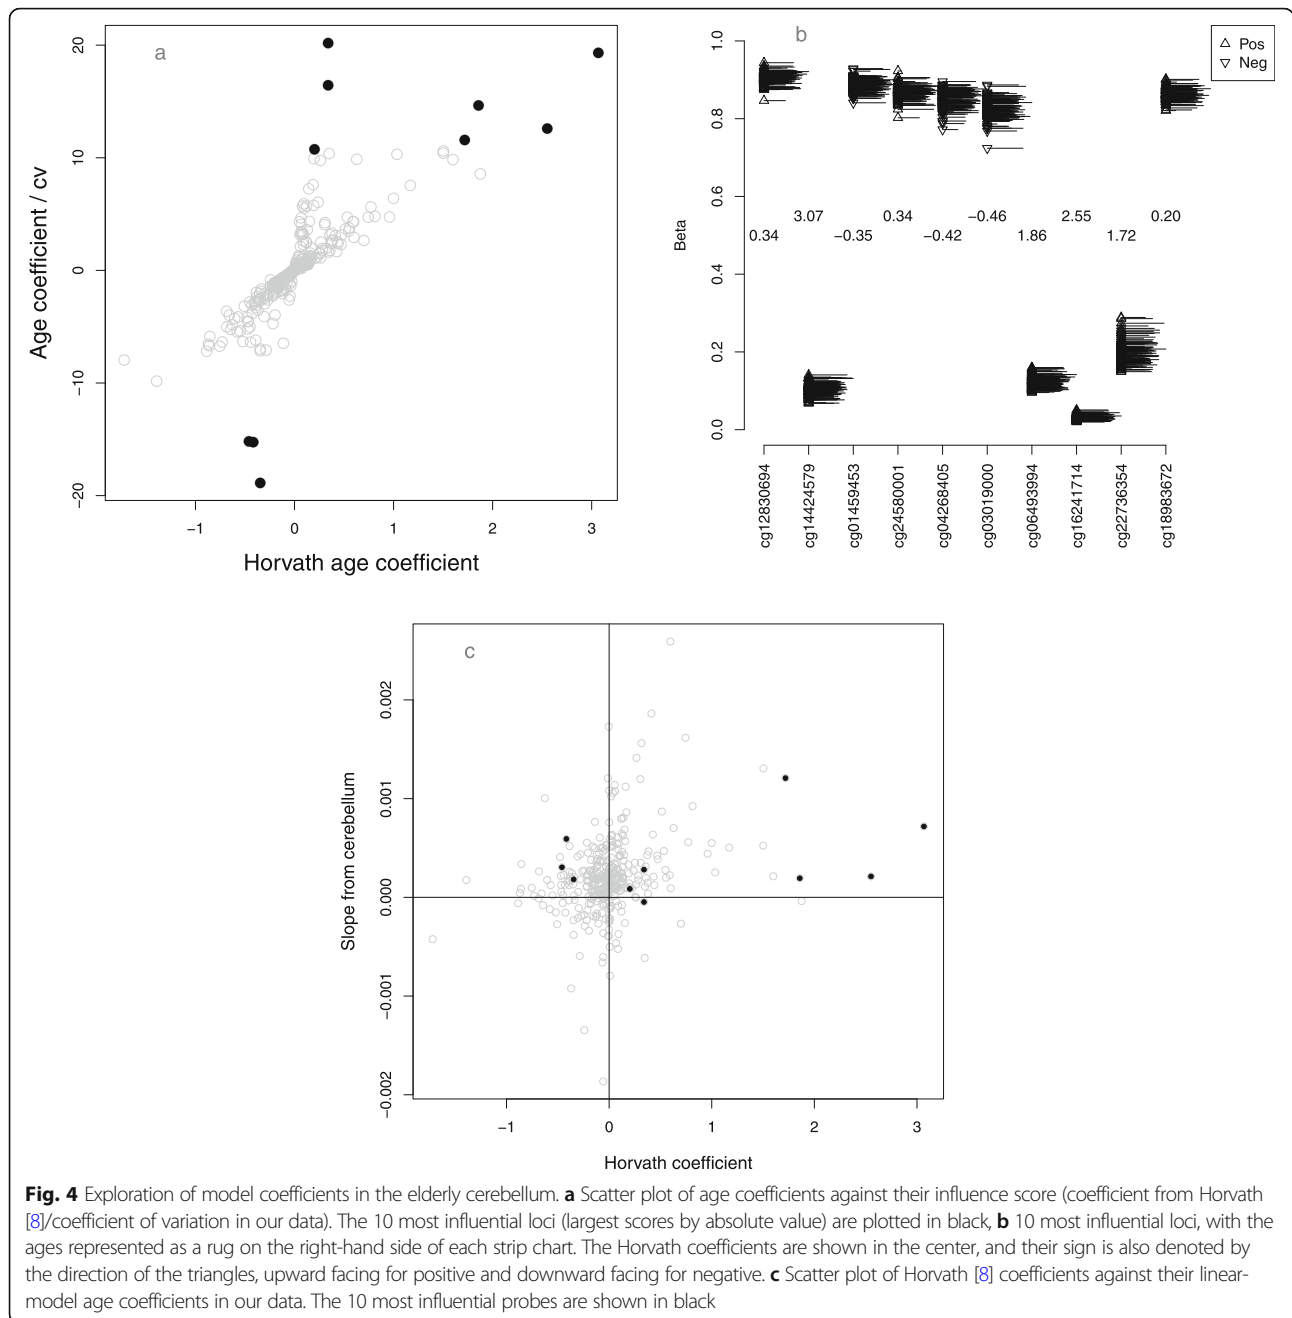 a
20
10
0
−10
−20
Age coefficient / cv
−1 0 1 2 3
Horvath age coefficient
b
Pos
Neg
1.0
0.8
0.6
0.4
0.2
0.0
Beta
3.07 0.34 −0.46 2.55 0.20
0.34 −0.35 −0.42 1.86 1.72
cg12830694
cg14424579
cg01459453
cg24580001
cg04268405
cg03019000
cg06493994
cg16241714
cg22736354
cg18983672
c
0.002
0.001
0.000
−0.001
−0.002
Slope from cerebellum
−1 0 1 2 3
Horvath coefficient
Fig. 4 Exploration of model coefficients in the elderly cerebellum. a Scatter plot of age coefficients against their influence score (coefficient from Horvath
[8]/coefficient of variation in our data). The 10 most influential loci (largest scores by absolute value) are plotted in black, b 10 most influential loci, with the
ages represented as a rug on the right-hand side of each strip chart. The Horvath coefficients are shown in the center, and their sign is also denoted by
the direction of the triangles, upward facing for positive and downward facing for negative. c Scatter plot of Horvath [8] coefficients against their linear-
model age coefficients in our data. The 10 most influential probes are shown in black